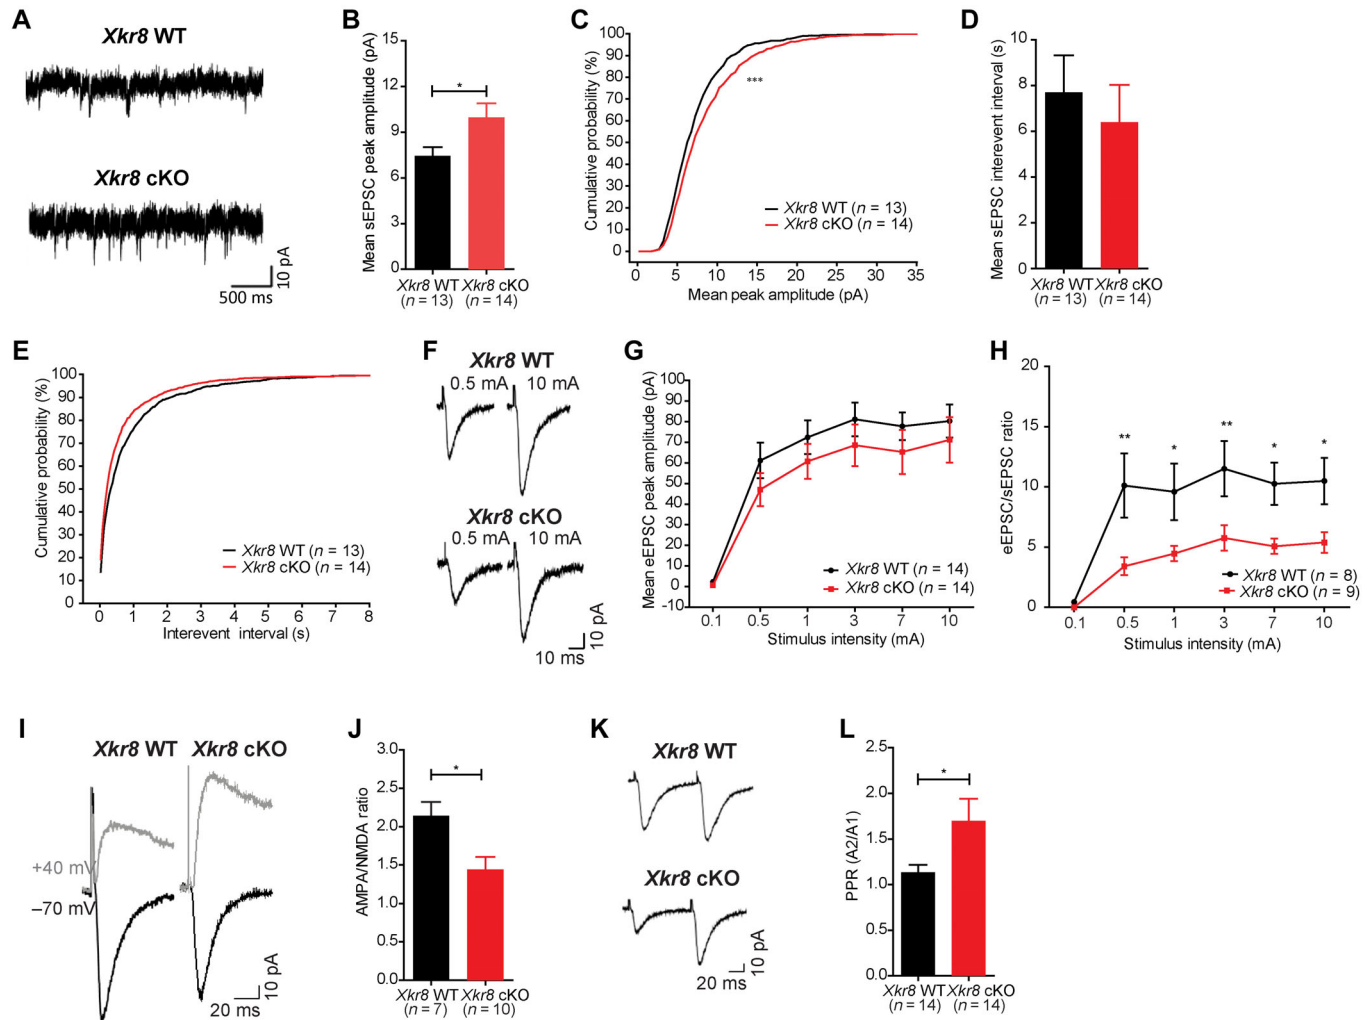 A
Xkr8 WT
Xkr8 cKO
10 pA
500 ms
B
Mean sEPSC peak amplitude (pA)
15
12
9
6
3
0
*
Xkr8 WT Xkr8 cKO
(n = 13) (n = 14)
C
Cumulative probability (%)
100
90
80
70
60
50
40
30
20
10
0
***
Xkr8 WT (n = 13)
Xkr8 cKO (n = 14)
0 5 10 15 20 25 30 35
Mean peak amplitude (pA)
D
Mean sEPSC interevent interval (s)
10
8
6
4
2
0
Xkr8 WT Xkr8 cKO
(n = 13) (n = 14)
E
Cumulative probability (%)
100
90
80
70
60
50
40
30
20
10
0
Xkr8 WT (n = 13)
Xkr8 cKO (n = 14)
0 1 2 3 4 5 6 7 8
Interevent interval (s)
F
Xkr8 WT
0.5 mA 10 mA
Xkr8 cKO
0.5 mA 10 mA
10 pA
10 ms
G
Mean eEPSC peak amplitude (pA)
100
90
80
70
60
50
40
30
20
10
0
-10
Xkr8 WT (n = 14)
Xkr8 cKO (n = 14)
0.1 0.5 1 3 7 10
Stimulus intensity (mA)
H
eEPSC/sEPSC ratio
20
15
10
5
0
** * ** * *
Xkr8 WT (n = 8)
Xkr8 cKO (n = 9)
0.1 0.5 1 3 7 10
Stimulus intensity (mA)
I
Xkr8 WT Xkr8 cKO
+40 mV
–70 mV
10 pA
20 ms
J
AMPA/NMDA ratio
3.0
2.5
2.0
1.5
1.0
0.5
0.0
*
Xkr8 WT Xkr8 cKO
(n = 7) (n = 10)
K
Xkr8 WT
Xkr8 cKO
10 pA
20 ms
L
PPR (A2/A1)
2.5
2.0
1.5
1.0
0.5
0.0
*
Xkr8 WT Xkr8 cKO
(n = 14) (n = 14)